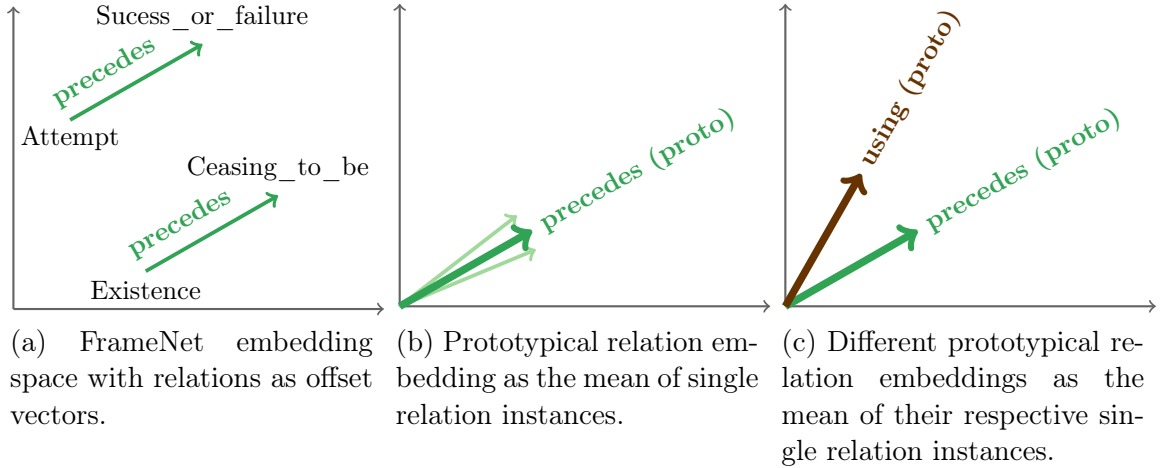 Sucess_or_failure
precedes
Attempt
Ceasing_to_be
precedes
Existence
(a) FrameNet embedding
space with relations as offset
vectors.
precedes (proto)
(b) Prototypical relation em-
bedding as the mean of single
relation instances.
using (proto)
precedes (proto)
(c) Different prototypical re-
lation embeddings as the
mean of their respective sin-
gle relation instances.